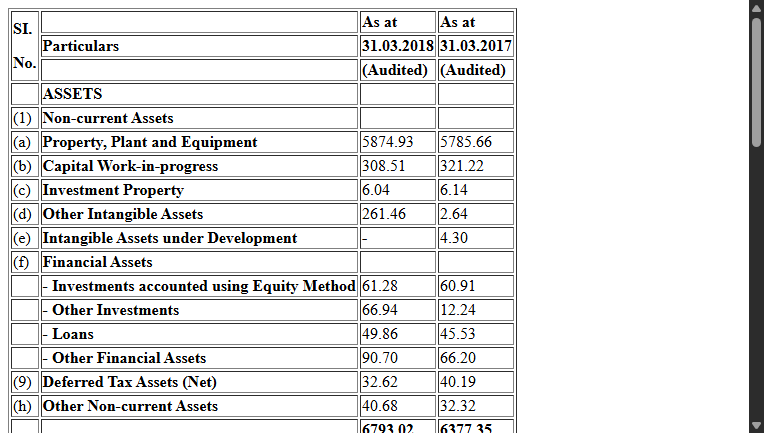 SI. No. Particulars As at 31.03.2018 (Audited) As at 31.03.2017 (Audited)
ASSETS
(1) Non-current Assets
(a) Property, Plant and Equipment 5874.93 5785.66
(b) Capital Work-in-progress 308.51 321.22
(c) Investment Property 6.04 6.14
(d) Other Intangible Assets 261.46 2.64
(e) Intangible Assets under Development - 4.30
(f) Financial Assets
- Investments accounted using Equity Method 61.28 60.91
- Other Investments 66.94 12.24
- Loans 49.86 45.53
- Other Financial Assets 90.70 66.20
(9) Deferred Tax Assets (Net) 32.62 40.19
(h) Other Non-current Assets 40.68 32.32
6793.02 6377.35